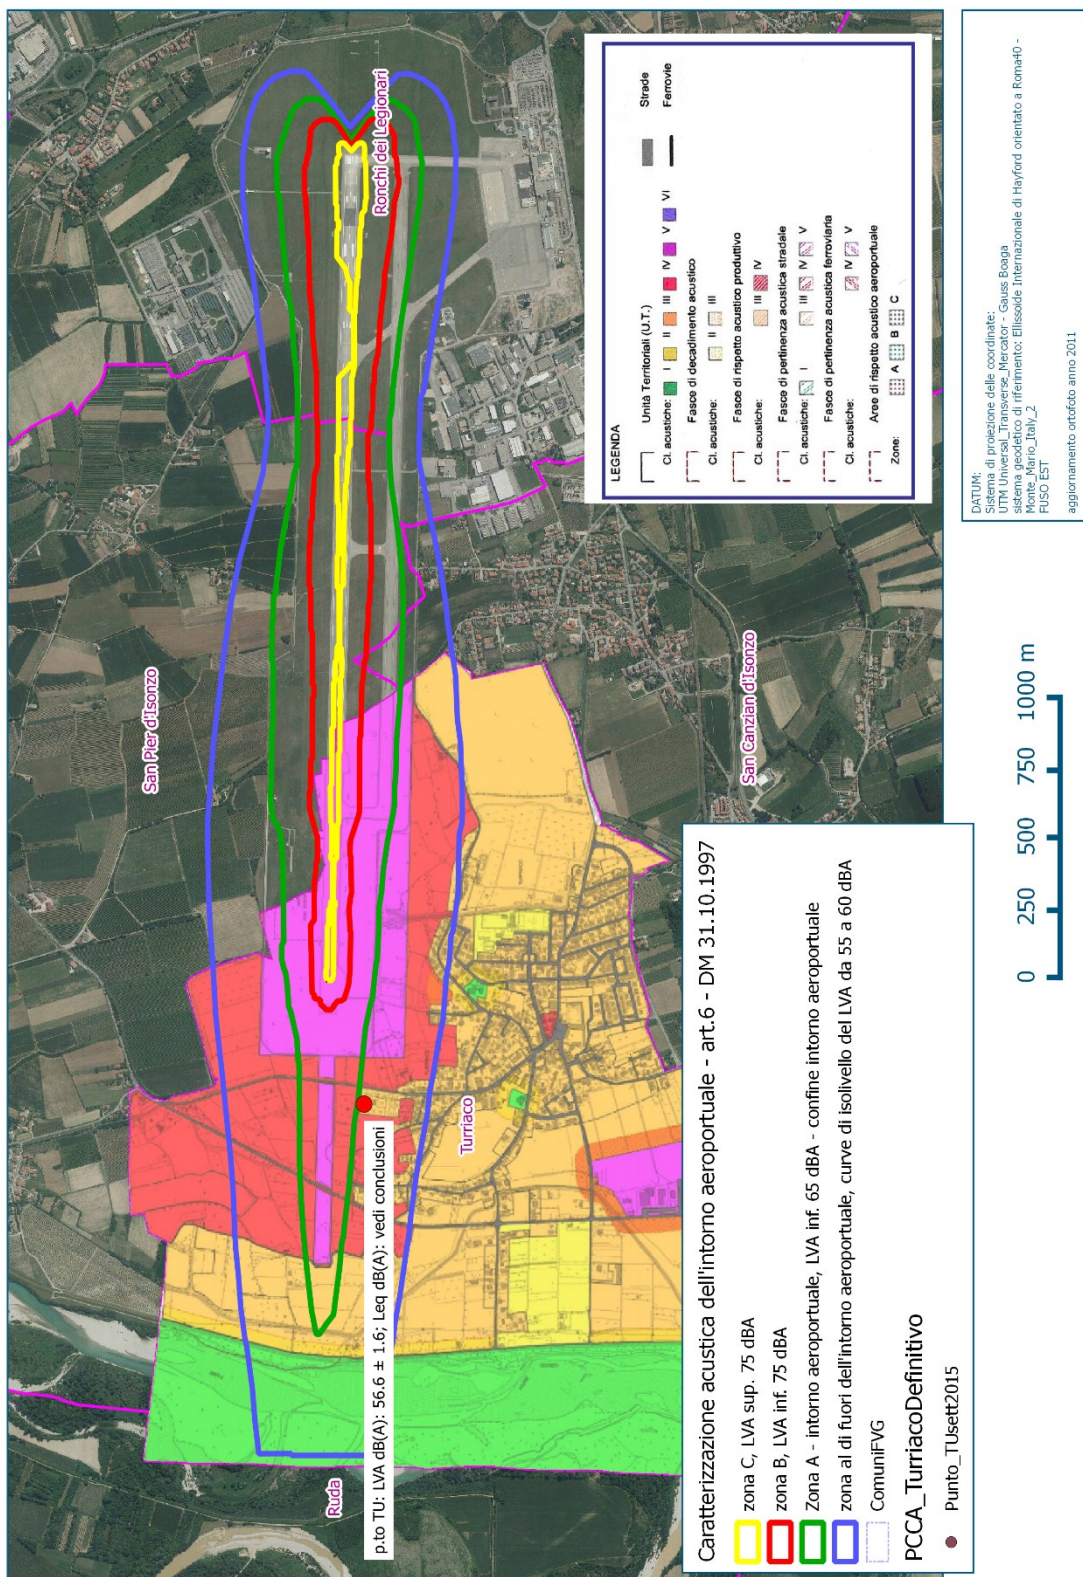 Ronchi dei Legionari
San Pier d'Isonzo
San Canzian d'Isonzo
Turriaco
Ruda
p.to TU: LVA dB(A): 56.6 ± 1.6; Leq dB(A): vedi conclusioni
LEGENDA
Unità Territoriali (U.T.)
Strade
Cl. acustiche: I II III IV V VI
Ferrovie
Fasce di decadimento acustico
Cl. acustiche: II III
Fasce di rispetto acustico produttivo
Cl. acustiche: III IV
Fasce di pertinenza acustica stradale
Cl. acustiche: I III IV V
Fasce di pertinenza acustica ferroviaria
Cl. acustiche: IV V
Aree di rispetto acustico aeroportuale
Zone: A B C
Caratterizzazione acustica dell'intorno aeroportuale - art.6 - DM 31.10.1997
zona C, LVA sup. 75 dBA
zona B, LVA inf. 75 dBA
Zona A - intorno aeroportuale, LVA inf. 65 dBA - confine intorno aeroportuale
zona al di fuori dell'intorno aeroportuale, curve di isolivello del LVA da 55 a 60 dBA
ComuniFVG
PCCA_TurriacoDefinitivo
Punto_TUsett2015
0 250 500 750 1000 m
DATUM:
Sistema di proiezione delle coordinate:
UTM Universal_Transverse_Mercator - Gauss Boaga
sistema geodetico di riferimento: Ellissoide Internazionale di Hayford orientato a Roma40 -
Monte_Mario_Italy_2
FUSO EST
aggiornamento ortofoto anno 2011